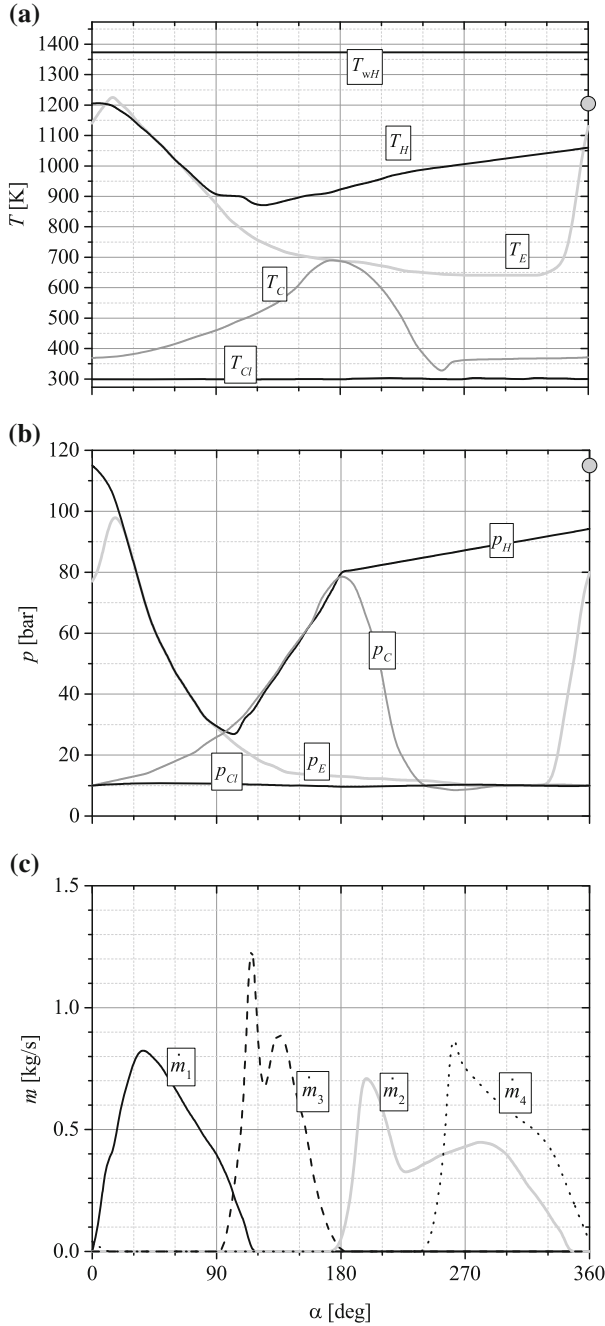 (a)
1400
1300
1200
1100
1000
900
800
700
600
500
400
300
T [K]
T_wH
T_H
T_E
T_C
T_Cl
(b)
120
100
80
60
40
20
0
p [bar]
p_H
p_C
p_E
p_Cl
(c)
1.5
1.0
0.5
0.0
m [kg/s]
ṁ_1
ṁ_3
ṁ_2
ṁ_4
0 90 180 270 360
α [deg]